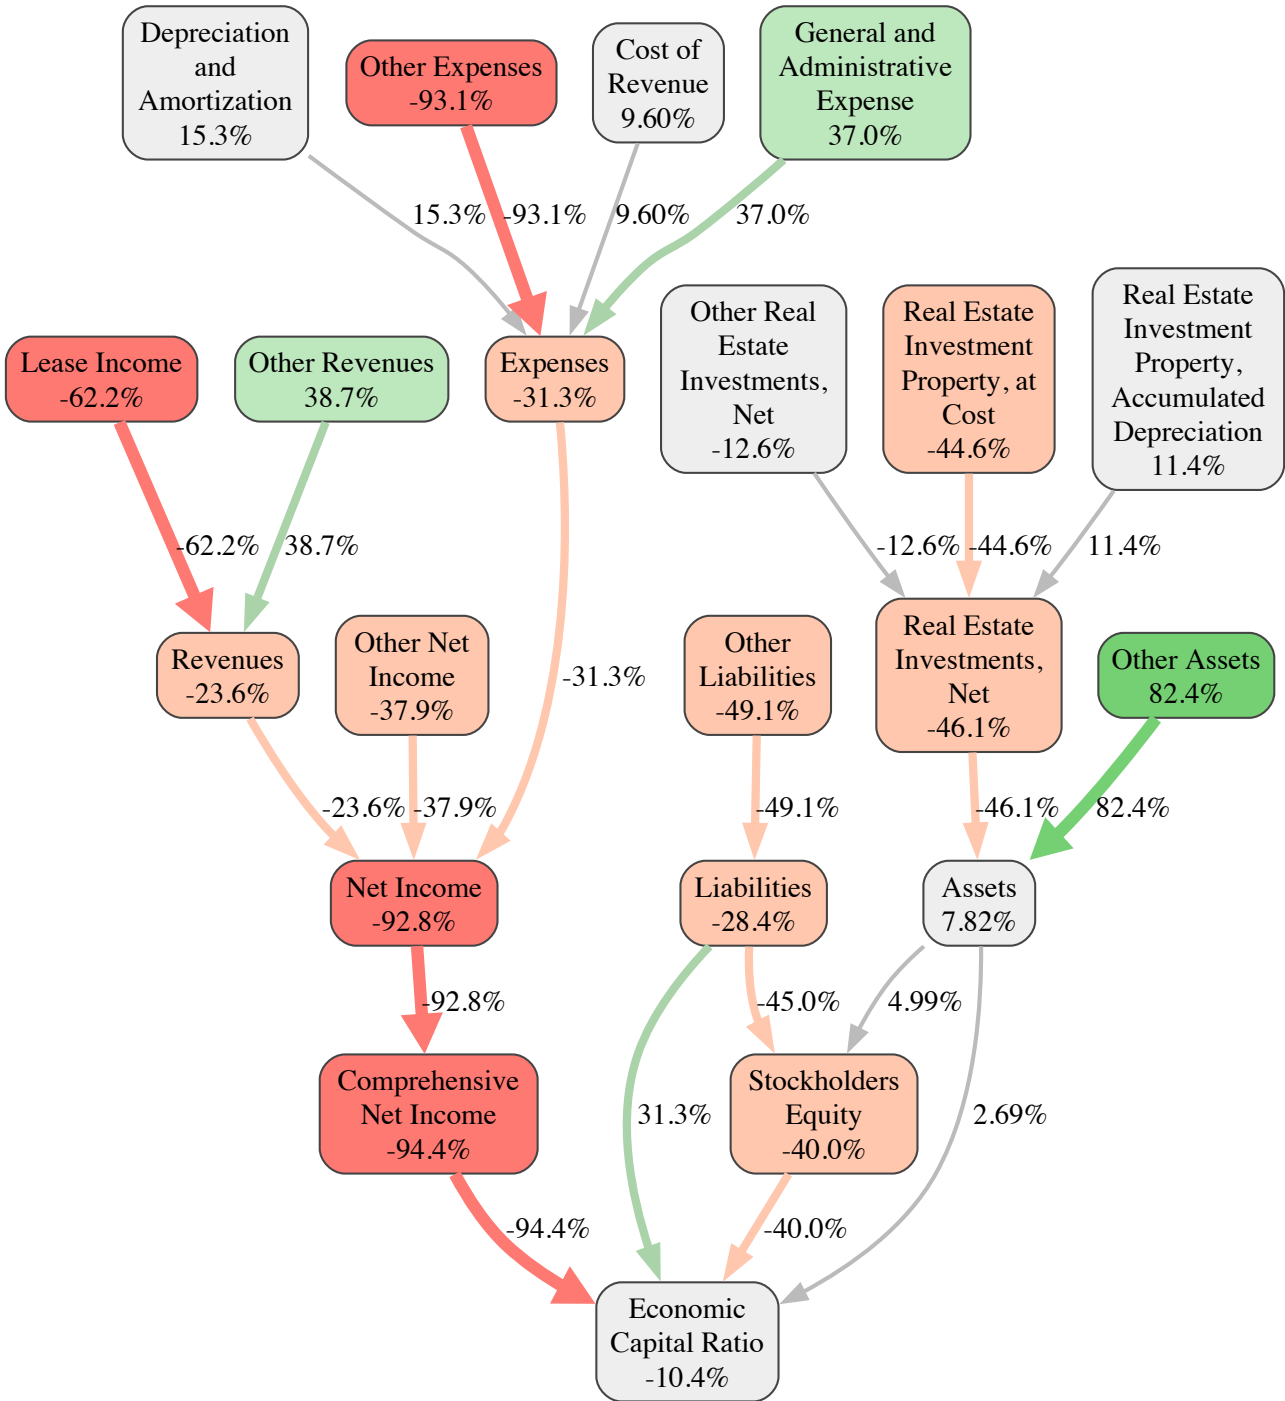 Depreciation
and
Amortization
15.3%
Other Expenses
-93.1%
Cost of
Revenue
9.60%
General and
Administrative
Expense
37.0%
15.3%
-93.1%
9.60%
37.0%
Lease Income
-62.2%
Other Revenues
38.7%
Expenses
-31.3%
Other Real
Estate
Investments,
Net
-12.6%
Real Estate
Investment
Property, at
Cost
-44.6%
Real Estate
Investment
Property,
Accumulated
Depreciation
11.4%
-62.2%
38.7%
-12.6%
-44.6%
11.4%
Revenues
-23.6%
Other Net
Income
-37.9%
-31.3%
Other
Liabilities
-49.1%
Real Estate
Investments,
Net
-46.1%
Other Assets
82.4%
-23.6%
-37.9%
-49.1%
-46.1%
82.4%
Net Income
-92.8%
Liabilities
-28.4%
Assets
7.82%
-92.8%
-45.0%
4.99%
Comprehensive
Net Income
-94.4%
31.3%
Stockholders
Equity
-40.0%
2.69%
-94.4%
-40.0%
Economic
Capital Ratio
-10.4%